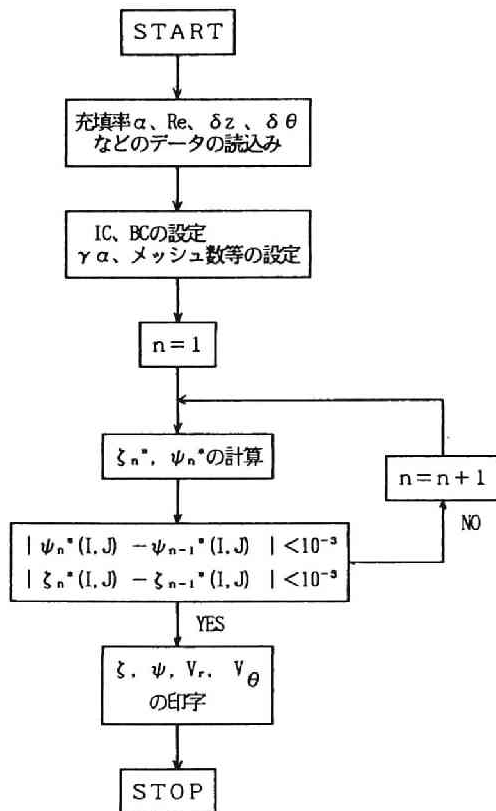 START
充填率α、Re、δz、δθ
などのデータの読込み
IC、BCの設定
γα、メッシュ数等の設定
n=1
ζn*, ψn*の計算
n=n+1
NO
|ψn*(I,J) −ψn-1*(I,J) |<10⁻³
|ζn*(I,J) −ζn-1*(I,J) |<10⁻³
YES
ζ, ψ, Vr, Vθ
の印字
STOP